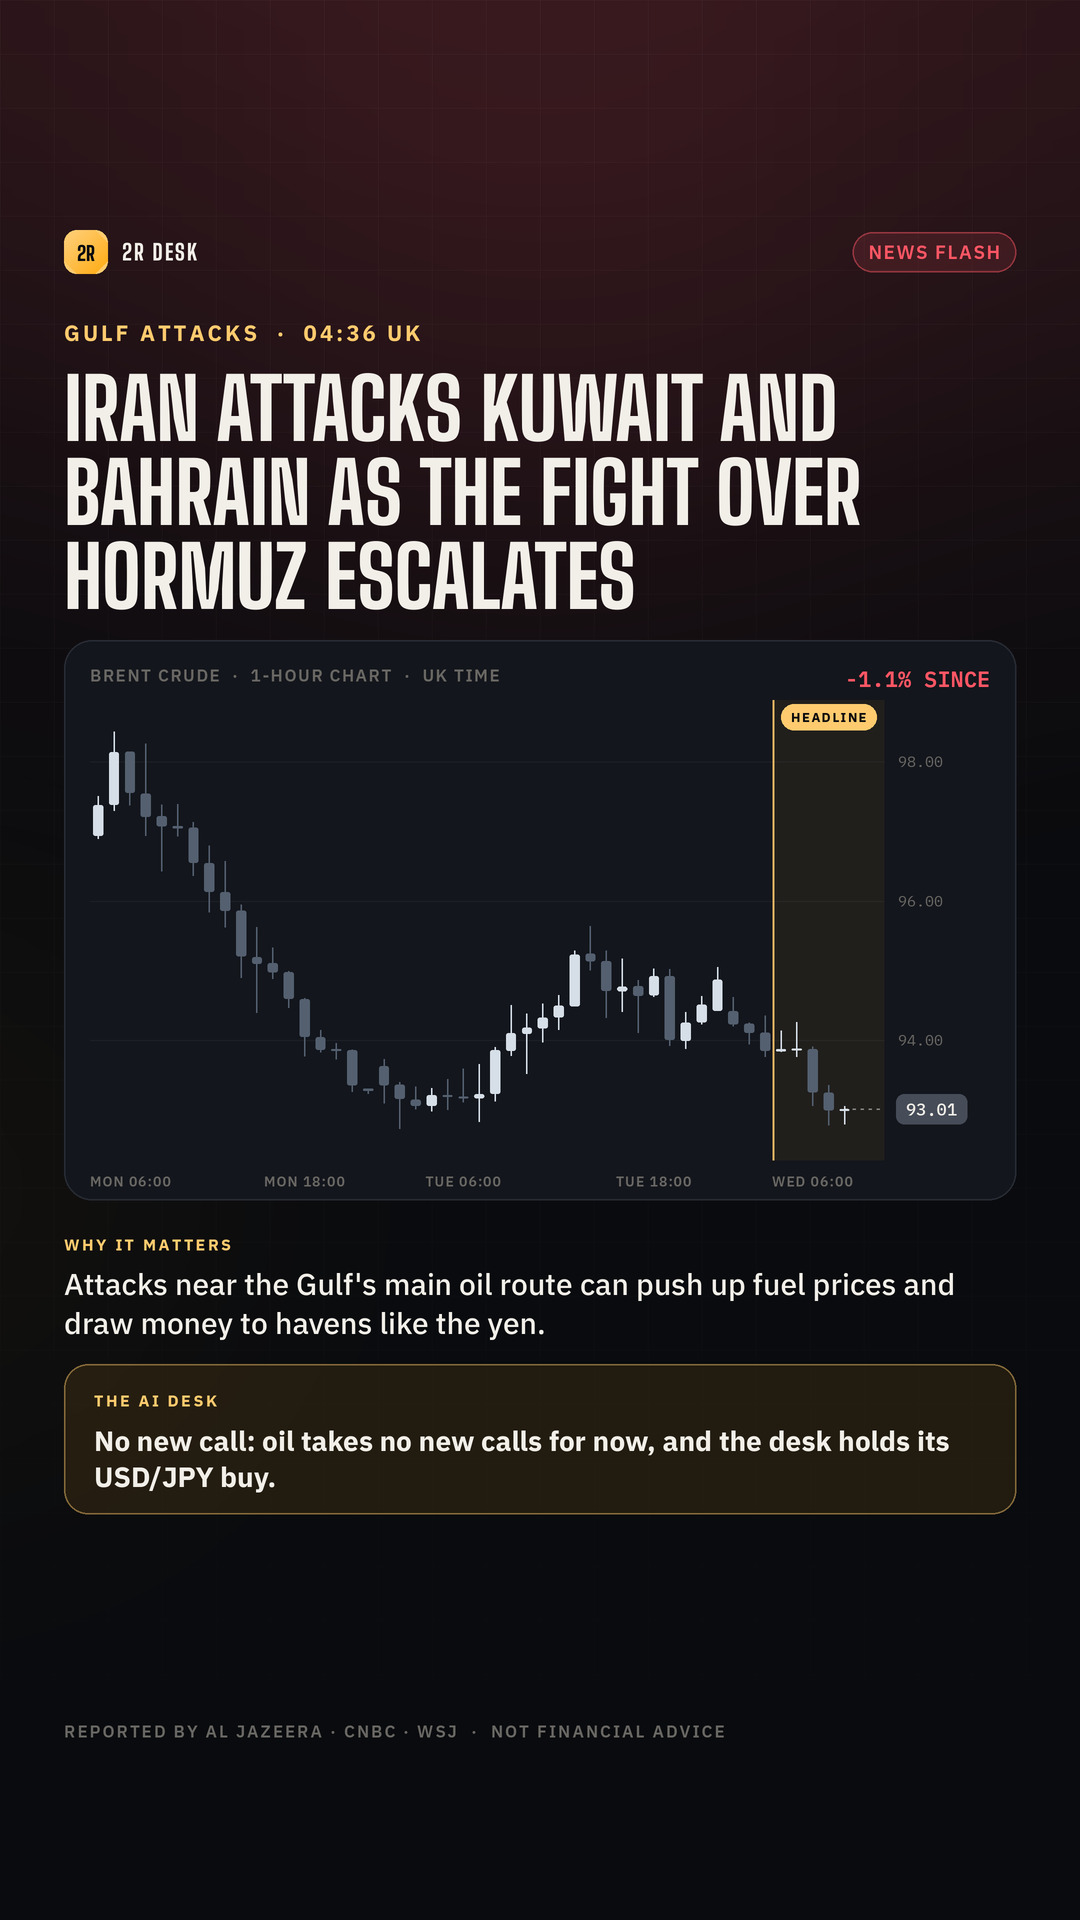 2R 2R DESK
NEWS FLASH
GULF ATTACKS · 04:36 UK
IRAN ATTACKS KUWAIT AND
BAHRAIN AS THE FIGHT OVER
HORMUZ ESCALATES
BRENT CRUDE · 1-HOUR CHART · UK TIME
-1.1% SINCE
HEADLINE
98.00
96.00
94.00
93.01
MON 06:00 MON 18:00 TUE 06:00 TUE 18:00 WED 06:00
WHY IT MATTERS
Attacks near the Gulf's main oil route can push up fuel prices and
draw money to havens like the yen.
THE AI DESK
No new call: oil takes no new calls for now, and the desk holds its
USD/JPY buy.
REPORTED BY AL JAZEERA · CNBC · WSJ · NOT FINANCIAL ADVICE